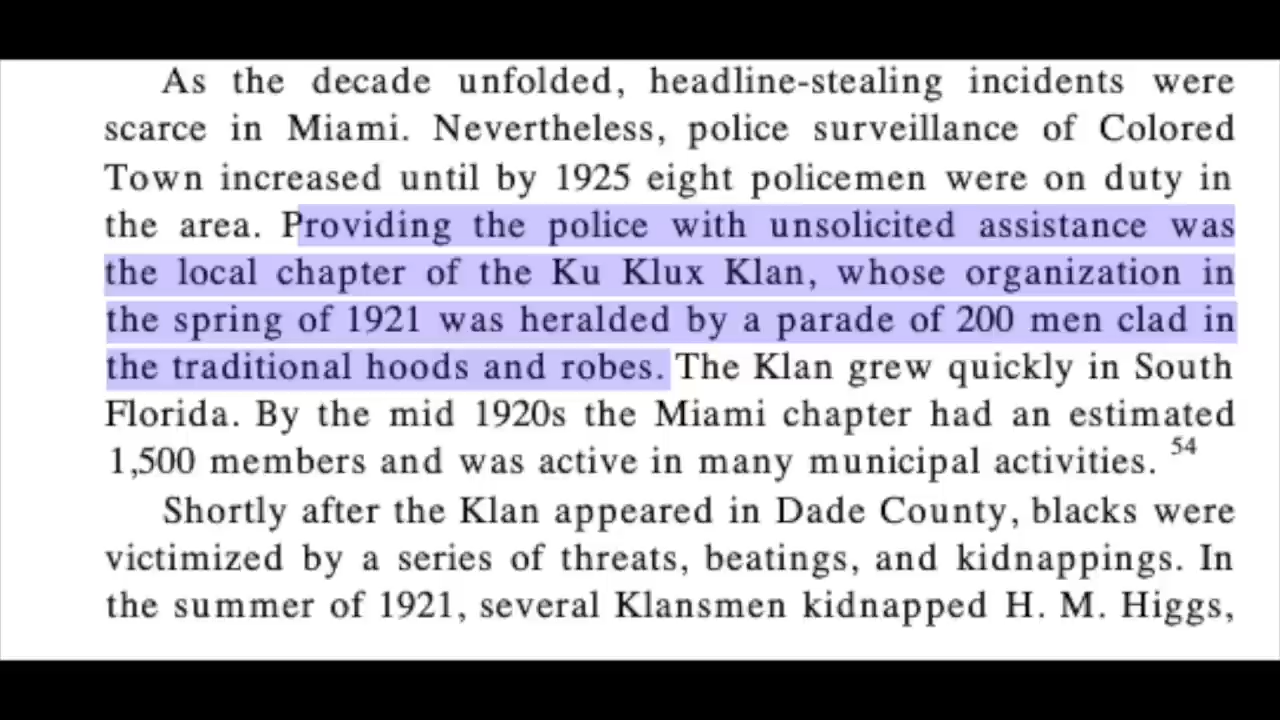 As the decade unfolded, headline-stealing incidents were
scarce in Miami. Nevertheless, police surveillance of Colored
Town increased until by 1925 eight policemen were on duty in
the area. Providing the police with unsolicited assistance was
the local chapter of the Ku Klux Klan, whose organization in
the spring of 1921 was heralded by a parade of 200 men clad in
the traditional hoods and robes. The Klan grew quickly in South
Florida. By the mid 1920s the Miami chapter had an estimated
1,500 members and was active in many municipal activities. 54
Shortly after the Klan appeared in Dade County, blacks were
victimized by a series of threats, beatings, and kidnappings. In
the summer of 1921, several Klansmen kidnapped H. M. Higgs,